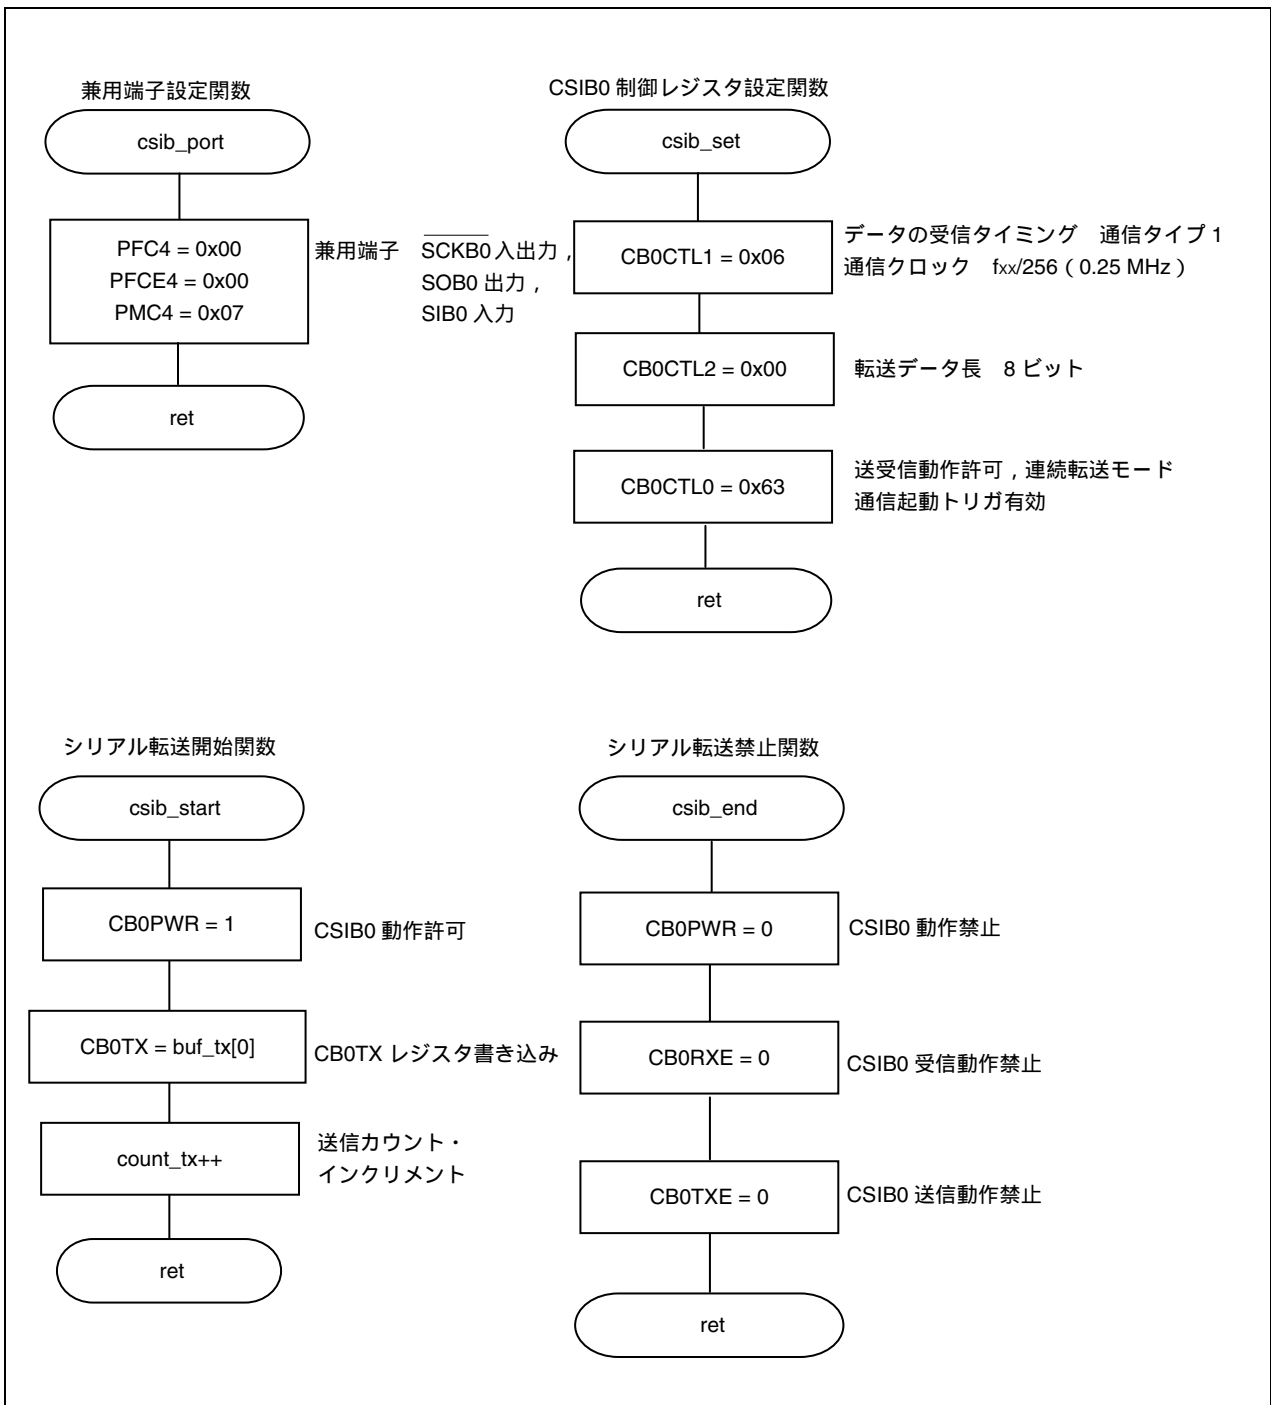 兼用端子設定関数
csib_port
PFC4 = 0x00
PFCE4 = 0x00
PMC4 = 0x07
兼用端子　SCKB0 入出力，
SOB0 出力，
SIB0 入力
ret
CSIB0 制御レジスタ設定関数
csib_set
CB0CTL1 = 0x06
データの受信タイミング　通信タイプ 1
通信クロック　fxx/256（0.25 MHz）
CB0CTL2 = 0x00
転送データ長　8 ビット
CB0CTL0 = 0x63
送受信動作許可，連続転送モード
通信起動トリガ有効
ret
シリアル転送開始関数
csib_start
CB0PWR = 1
CSIB0 動作許可
CB0TX = buf_tx[0]
CB0TX レジスタ書き込み
count_tx++
送信カウント・
インクリメント
ret
シリアル転送禁止関数
csib_end
CB0PWR = 0
CSIB0 動作禁止
CB0RXE = 0
CSIB0 受信動作禁止
CB0TXE = 0
CSIB0 送信動作禁止
ret